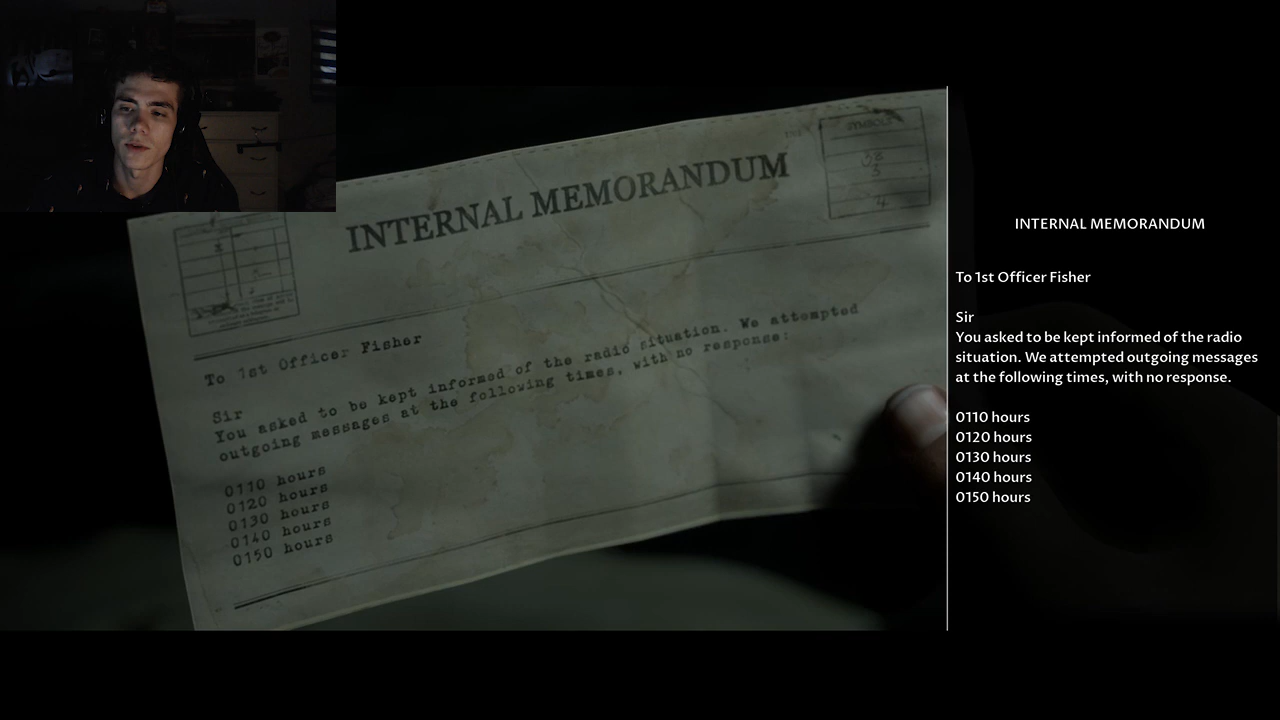 INTERNAL MEMORANDUM
To 1st Officer Fisher
Sir
You asked to be kept informed of the radio situation. We attempted
outgoing messages at the following times, with no response:
0110 hours
0120 hours
0130 hours
0140 hours
0150 hours
INTERNAL MEMORANDUM
To 1st Officer Fisher
Sir
You asked to be kept informed of the radio
situation. We attempted outgoing messages
at the following times, with no response.
0110 hours
0120 hours
0130 hours
0140 hours
0150 hours